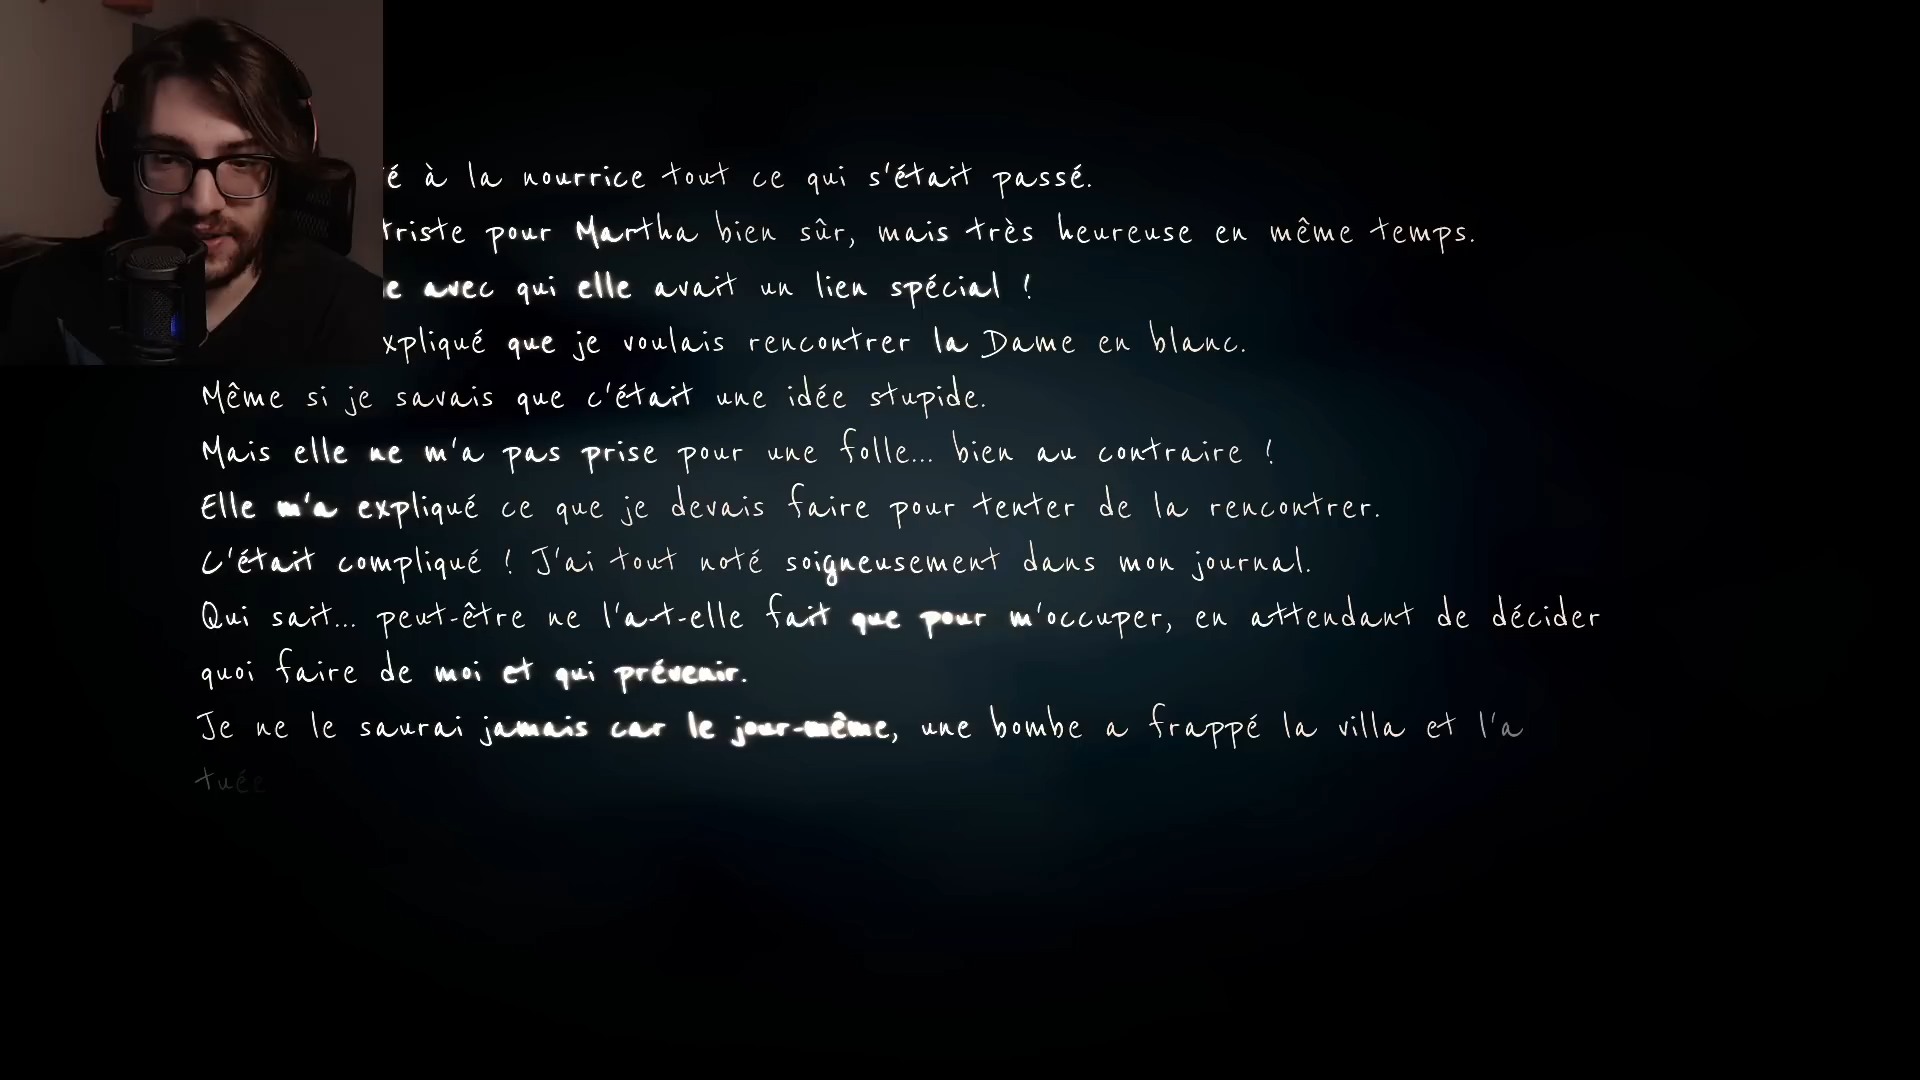 à la nourrice tout ce qui s'était passé.
triste pour Martha bien sûr, mais très heureuse en même temps.
avec qui elle avait un lien spécial !
que je voulais rencontrer la Dame en blanc.
Même si je savais que c'était une idée stupide.
Mais elle ne m'a pas prise pour une folle... bien au contraire !
Elle m'a expliqué ce que je devais faire pour tenter de la rencontrer.
C'était compliqué ! J'ai tout noté soigneusement dans mon journal.
Qui sait... peut-être ne l'a-t-elle fait que pour m'occuper, en attendant de décider
quoi faire de moi et qui prévenir.
Je ne le saurai jamais car le jour-même, une bombe a frappé la villa et l'a
tuée